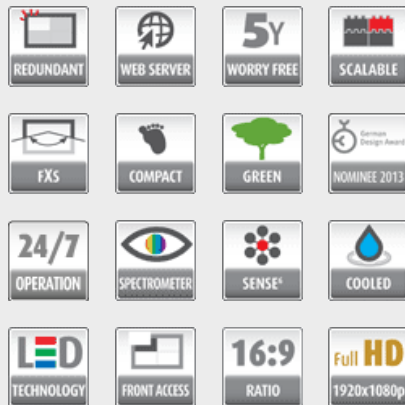 REDUNDANT
WEB SERVER
5Y
WORRY FREE
SCALABLE
FXS
COMPACT
GREEN
German
Design Award
NOMINEE 2013
24/7
OPERATION
SPECTROMETER
SENSE⁶
COOLED
LED
TECHNOLOGY
FRONT ACCESS
16:9
RATIO
FULL HD
1920x1080p